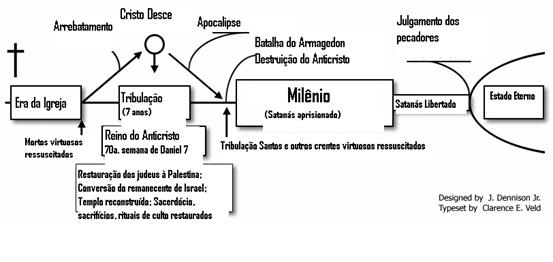 Cristo Desce
Arrebatamento
Apocalipse
Julgamento dos
pecadores
Batalha do Armagedon
Destruição do Anticristo
Era da Igreja
Tribulação
(7 anos)
Milênio
(Satanás aprisionado)
Satanás Libertado
Estado Eterno
Mortos virtuosos
ressuscitados
Reino do Anticristo
70a. semana de Daniel 7
Tribulação Santos e outros crentes virtuosos ressuscitados
Restauração dos judeus à Palestina;
Conversão do remanecente de Israel;
Templo reconstruído; Sacerdócio,
sacrifícios, rituais de culto restaurados
Designed by J. Dennison Jr.
Typeset by Clarence E. Veld